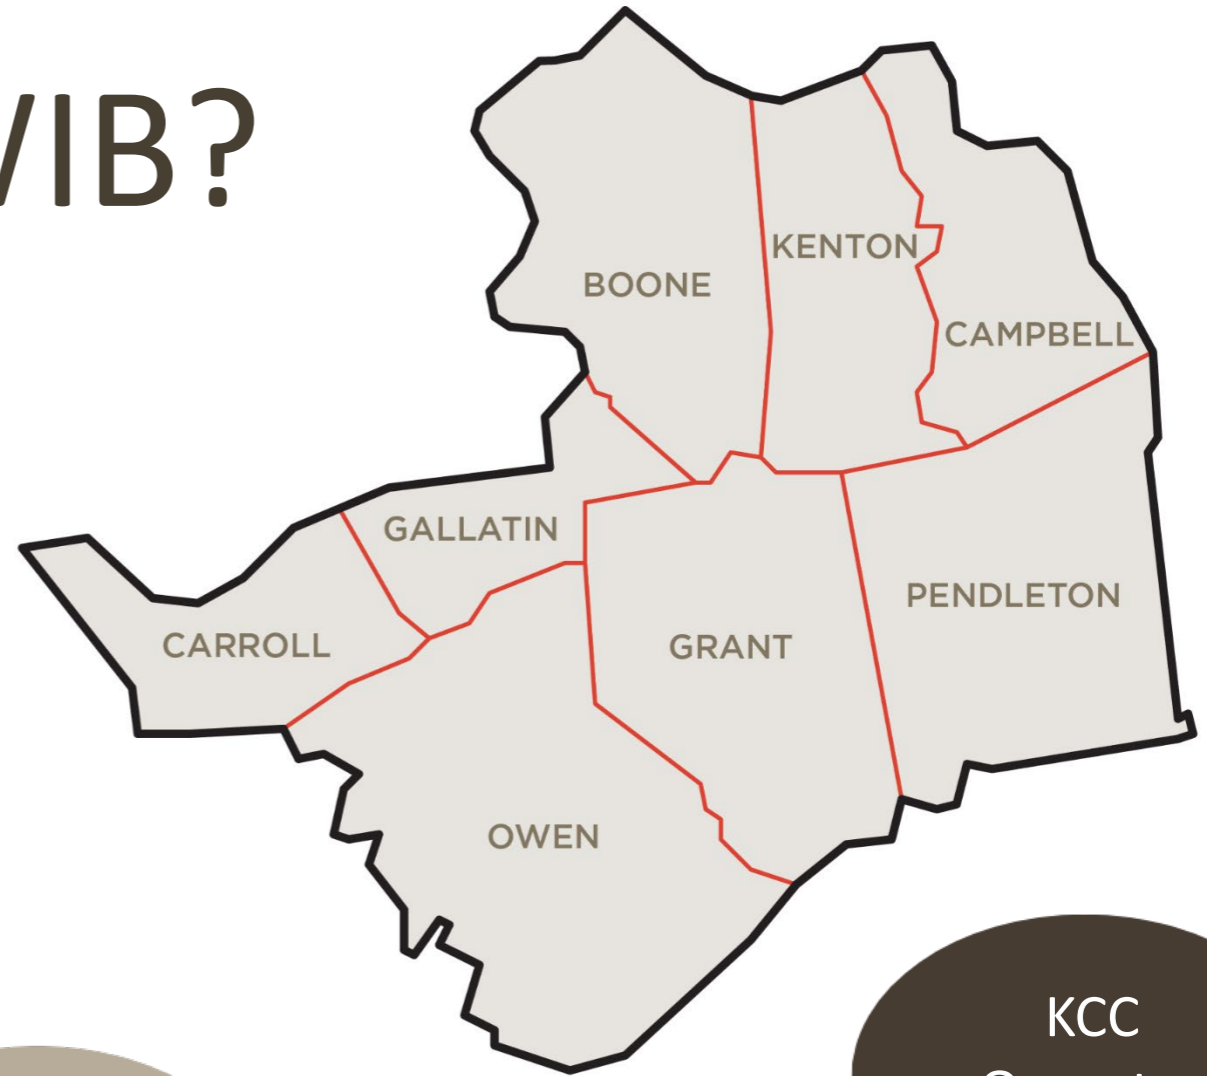 VIB?
KENTON
BOONE
CAMPBELL
GALLATIN
PENDLETON
CARROLL
GRANT
OWEN
KCC